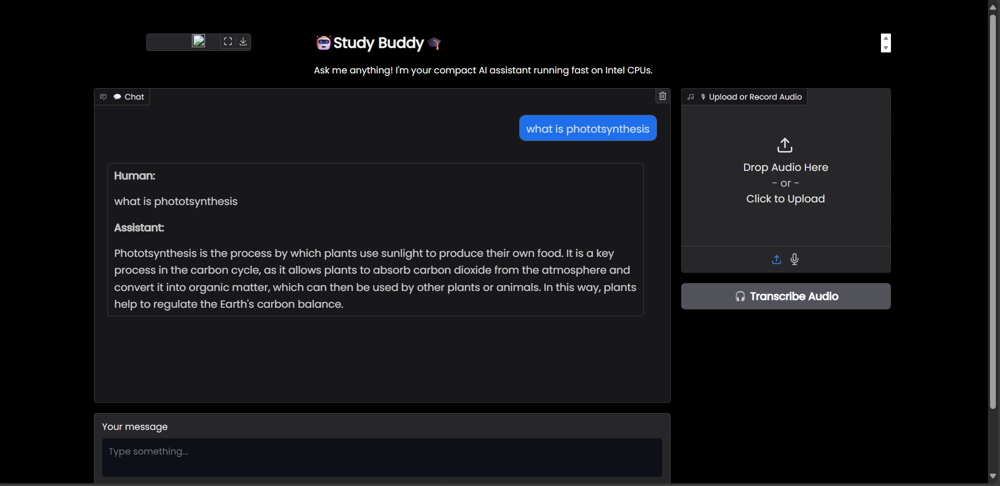 Study Buddy
Ask me anything! I'm your compact AI assistant running fast on Intel CPUs.
Chat
Upload or Record Audio
what is phototsynthesis
Drop Audio Here
- or -
Click to Upload
Human:
what is phototsynthesis
Assistant:
Phototsynthesis is the process by which plants use sunlight to produce their own food. It is a key
process in the carbon cycle, as it allows plants to absorb carbon dioxide from the atmosphere and
convert it into organic matter, which can then be used by other plants or animals. In this way, plants
help to regulate the Earth's carbon balance.
Transcribe Audio
Your message
Type something...